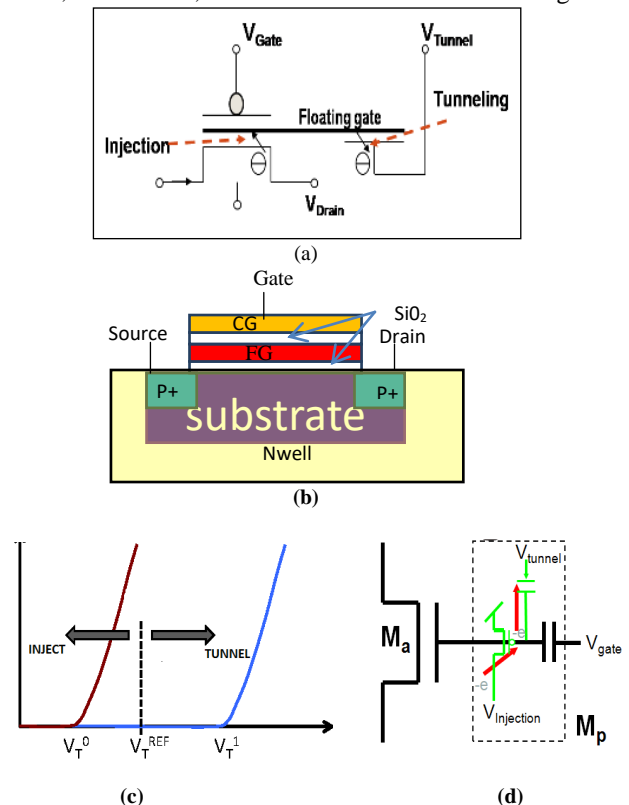 V_Gate
V_Tunnel
Tunneling
Floating gate
Injection
V_Drain
(a)
Gate
SiO₂
Source
Drain
CG
FG
P+
P+
substrate
Nwell
(b)
INJECT
TUNNEL
V_T^0
V_T^REF
V_T^1
(c)
V_tunnel
M_a
-e
V_gate
-e
V_Injection
M_p
(d)